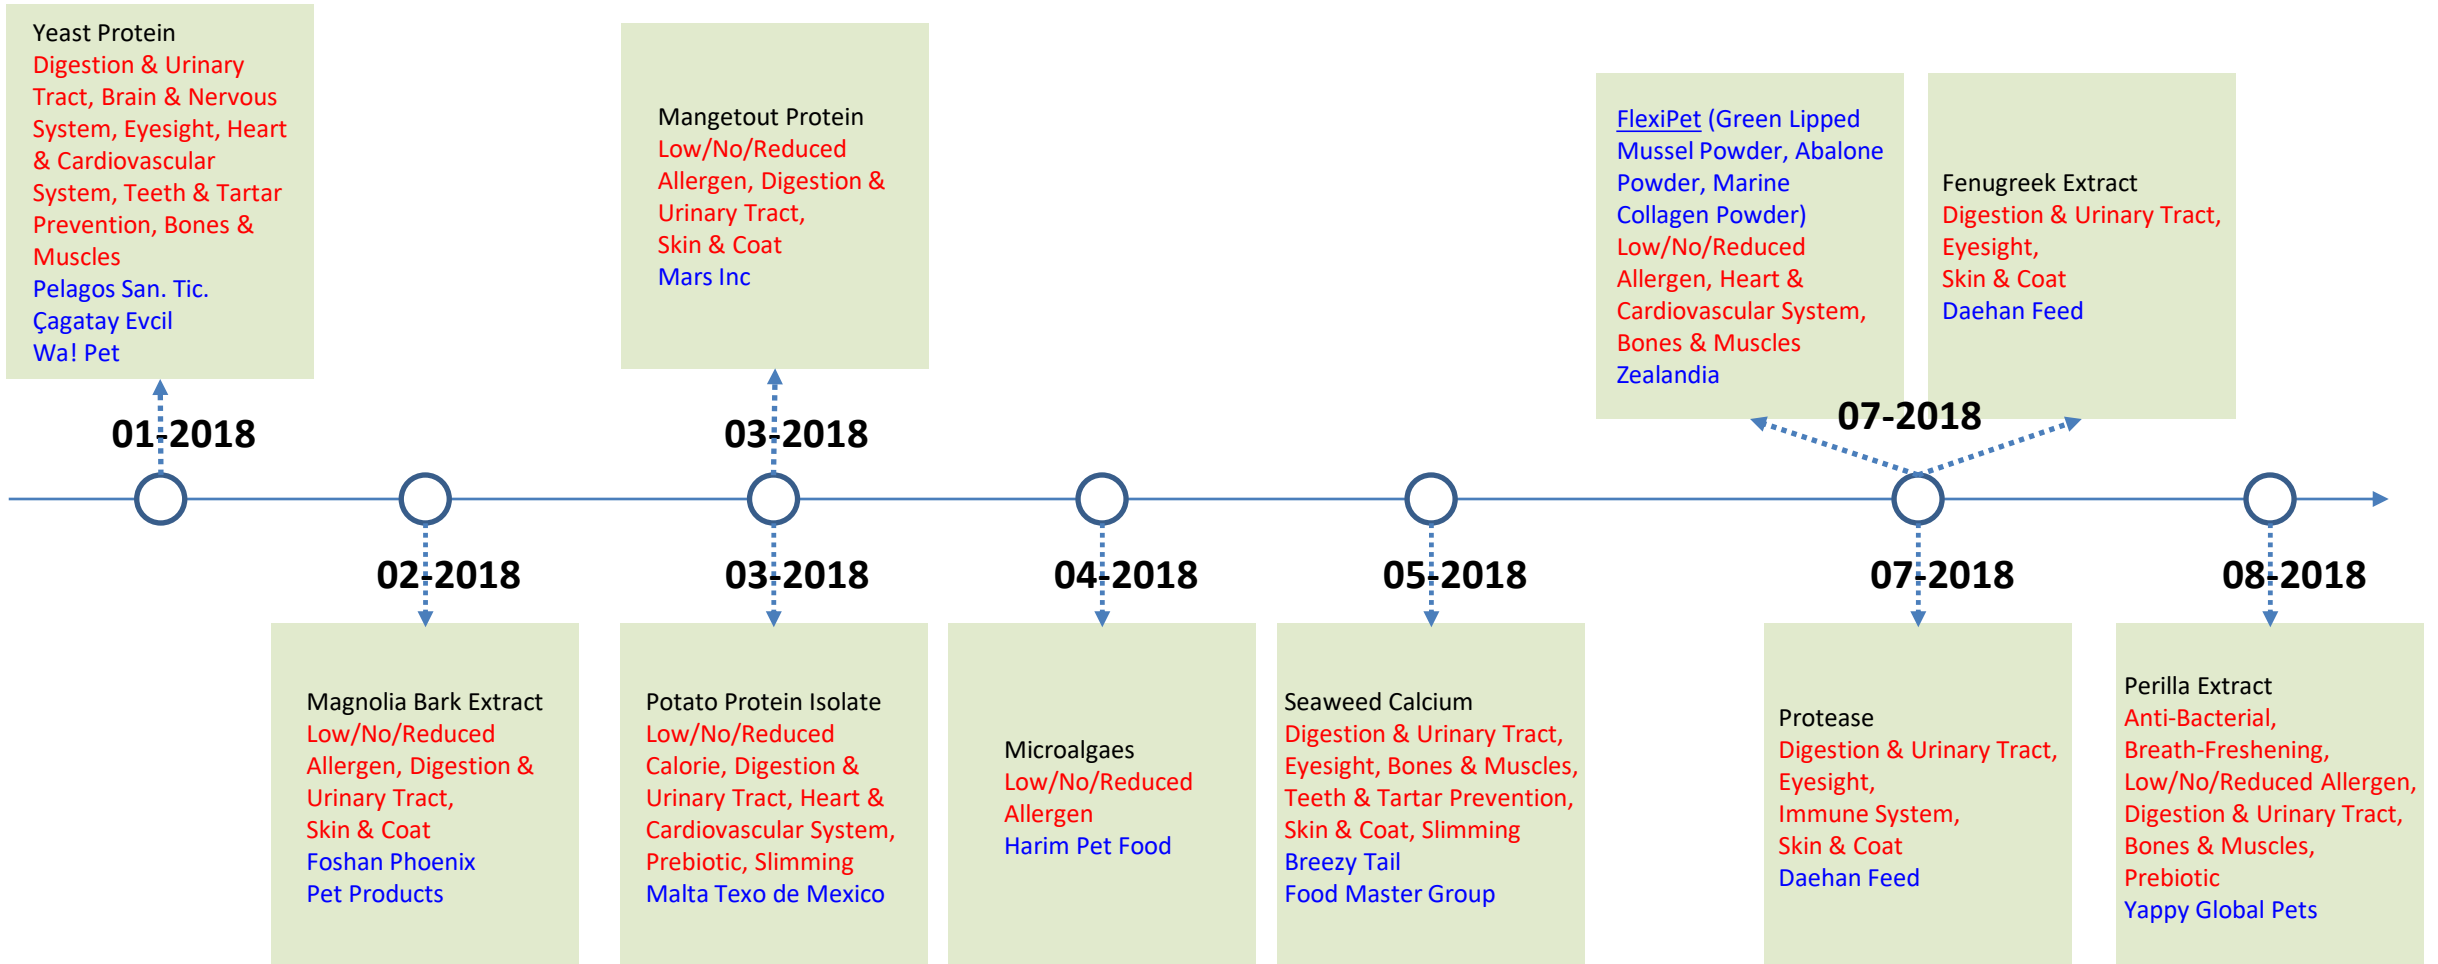 Yeast Protein
Digestion & Urinary
Tract, Brain & Nervous
System, Eyesight, Heart
& Cardiovascular
System, Teeth & Tartar
Prevention, Bones &
Muscles
Pelagos San. Tic.
Çagatay Evcil
Wa! Pet
Mangetout Protein
Low/No/Reduced
Allergen, Digestion &
Urinary Tract,
Skin & Coat
Mars Inc
FlexiPet (Green Lipped
Mussel Powder, Abalone
Powder, Marine
Collagen Powder)
Low/No/Reduced
Allergen, Heart &
Cardiovascular System,
Bones & Muscles
Zealandia
Fenugreek Extract
Digestion & Urinary Tract,
Eyesight,
Skin & Coat
Daehan Feed
01-2018
03-2018
07-2018
02-2018
03-2018
04-2018
05-2018
07-2018
08-2018
Magnolia Bark Extract
Low/No/Reduced
Allergen, Digestion &
Urinary Tract,
Skin & Coat
Foshan Phoenix
Pet Products
Potato Protein Isolate
Low/No/Reduced
Calorie, Digestion &
Urinary Tract, Heart &
Cardiovascular System,
Prebiotic, Slimming
Malta Texo de Mexico
Microalgaes
Low/No/Reduced
Allergen
Harim Pet Food
Seaweed Calcium
Digestion & Urinary Tract,
Eyesight, Bones & Muscles,
Teeth & Tartar Prevention,
Skin & Coat, Slimming
Breezy Tail
Food Master Group
Protease
Digestion & Urinary Tract,
Eyesight,
Immune System,
Skin & Coat
Daehan Feed
Perilla Extract
Anti-Bacterial,
Breath-Freshening,
Low/No/Reduced Allergen,
Digestion & Urinary Tract,
Bones & Muscles,
Prebiotic
Yappy Global Pets